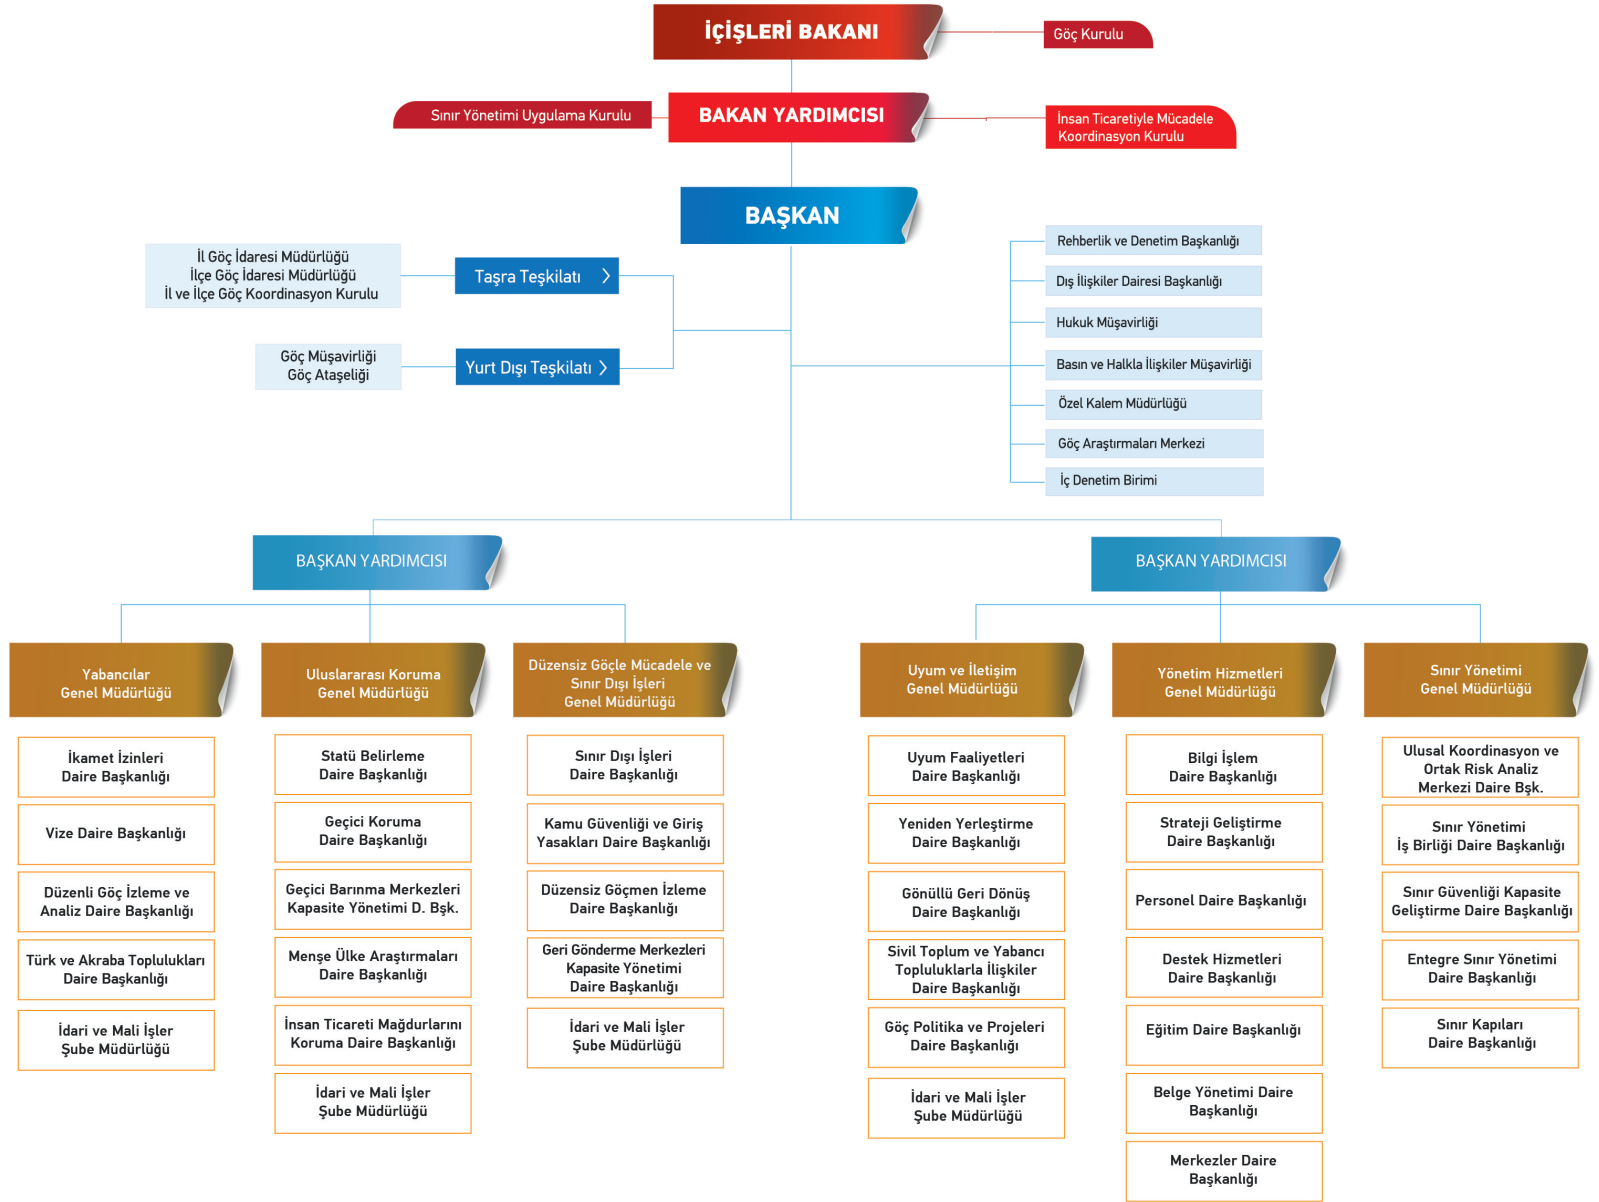 İÇİŞLERİ BAKANI
Göç Kurulu
Sınır Yönetimi Uygulama Kurulu
BAKAN YARDIMCISI
İnsan Ticaretiyle Mücadele
Koordinasyon Kurulu
BAŞKAN
İl Göç İdaresi Müdürlüğü
İlçe Göç İdaresi Müdürlüğü
İl ve İlçe Göç Koordinasyon Kurulu
Taşra Teşkilatı
Göç Müşavirliği
Göç Ataşeliği
Yurt Dışı Teşkilatı
Rehberlik ve Denetim Başkanlığı
Dış İlişkiler Dairesi Başkanlığı
Hukuk Müşavirliği
Basın ve Halkla İlişkiler Müşavirliği
Özel Kalem Müdürlüğü
Göç Araştırmaları Merkezi
İç Denetim Birimi
BAŞKAN YARDIMCISI
BAŞKAN YARDIMCISI
Yabancılar
Genel Müdürlüğü
İkamet İzinleri
Daire Başkanlığı
Vize Daire Başkanlığı
Düzenli Göç İzleme ve
Analiz Daire Başkanlığı
Türk ve Akraba Toplulukları
Daire Başkanlığı
İdari ve Mali İşler
Şube Müdürlüğü
Uluslararası Koruma
Genel Müdürlüğü
Statü Belirleme
Daire Başkanlığı
Geçici Koruma
Daire Başkanlığı
Geçici Barınma Merkezleri
Kapasite Yönetimi D. Bşk.
Menşe Ülke Araştırmaları
Daire Başkanlığı
İnsan Ticareti Mağdurlarını
Koruma Daire Başkanlığı
İdari ve Mali İşler
Şube Müdürlüğü
Düzensiz Göçle Mücadele ve
Sınır Dışı İşleri
Genel Müdürlüğü
Sınır Dışı İşleri
Daire Başkanlığı
Kamu Güvenliği ve Giriş
Yasakları Daire Başkanlığı
Düzensiz Göçmen İzleme
Daire Başkanlığı
Geri Gönderme Merkezleri
Kapasite Yönetimi
Daire Başkanlığı
İdari ve Mali İşler
Şube Müdürlüğü
Uyum ve İletişim
Genel Müdürlüğü
Uyum Faaliyetleri
Daire Başkanlığı
Yeniden Yerleştirme
Daire Başkanlığı
Gönüllü Geri Dönüş
Daire Başkanlığı
Sivil Toplum ve Yabancı
Topluluklarla İlişkiler
Daire Başkanlığı
Göç Politika ve Projeleri
Daire Başkanlığı
İdari ve Mali İşler
Şube Müdürlüğü
Yönetim Hizmetleri
Genel Müdürlüğü
Bilgi İşlem
Daire Başkanlığı
Strateji Geliştirme
Daire Başkanlığı
Personel Daire Başkanlığı
Destek Hizmetleri
Daire Başkanlığı
Eğitim Daire Başkanlığı
Belge Yönetimi Daire
Başkanlığı
Merkezler Daire
Başkanlığı
Sınır Yönetimi
Genel Müdürlüğü
Ulusal Koordinasyon ve
Ortak Risk Analiz
Merkezi Daire Bşk.
Sınır Yönetimi
İş Birliği Daire Başkanlığı
Sınır Güvenliği Kapasite
Geliştirme Daire Başkanlığı
Entegre Sınır Yönetimi
Daire Başkanlığı
Sınır Kapıları
Daire Başkanlığı